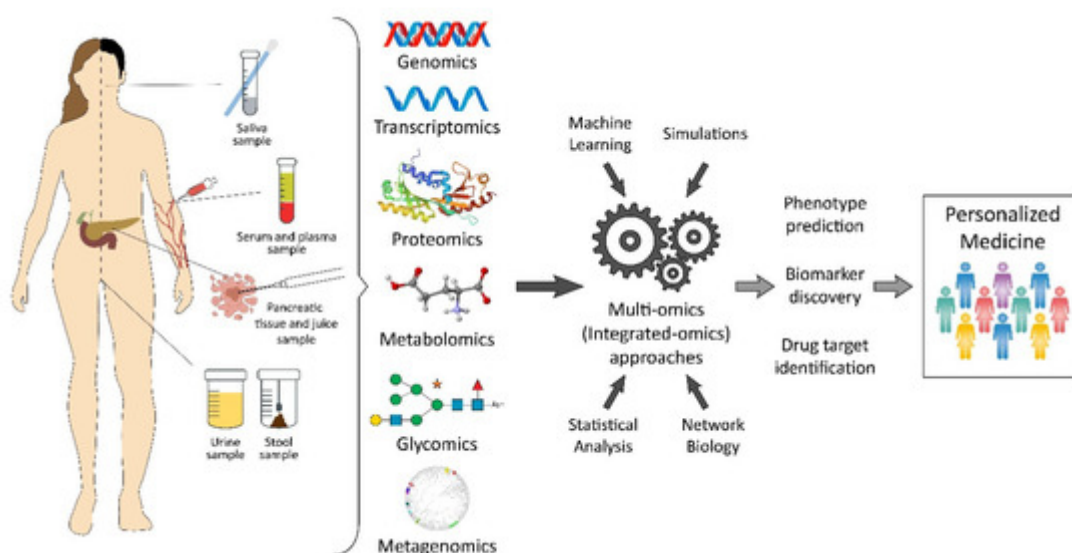 Saliva
sample
Serum and plasma
sample
Pancreatic
tissue and juice
sample
Urine
sample
Stool
sample
Genomics
Transcriptomics
Proteomics
Metabolomics
Glycomics
Metagenomics
Machine
Learning
Simulations
Multi-omics
(Integrated-omics)
approaches
Statistical
Analysis
Network
Biology
Phenotype
prediction
Biomarker
discovery
Drug target
identification
Personalized
Medicine